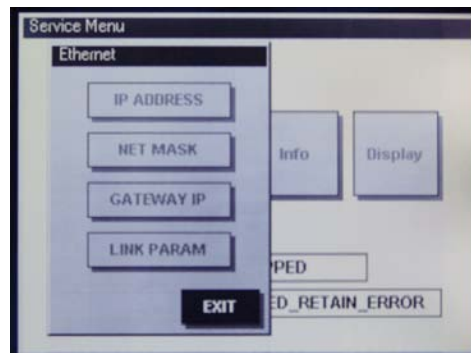 Service Menu
Ethernet
IP ADDRESS
NET MASK
GATEWAY IP
LINK PARAM
EXIT
Info
Display
PPED
ED_RETAIN_ERROR